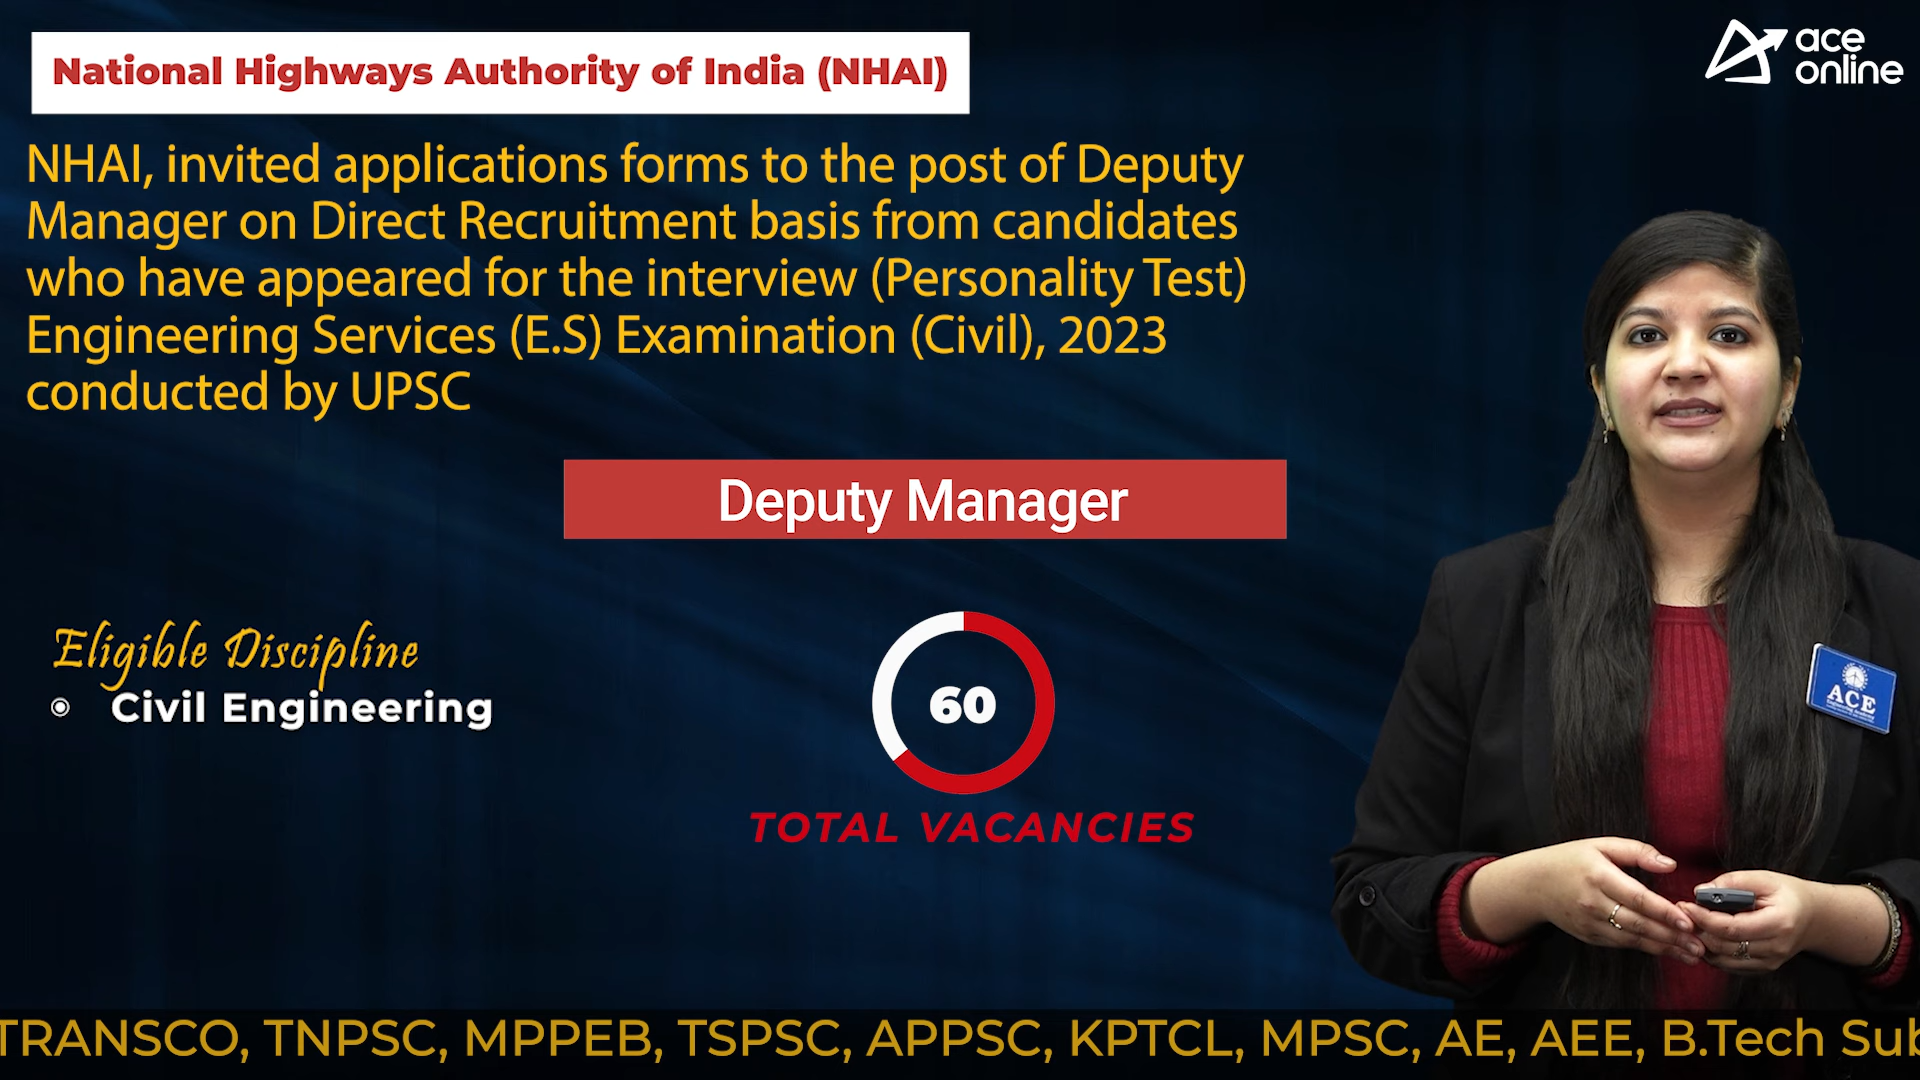 National Highways Authority of India (NHAI)
ace
online
NHAI, invited applications forms to the post of Deputy
Manager on Direct Recruitment basis from candidates
who have appeared for the interview (Personality Test)
Engineering Services (E.S) Examination (Civil), 2023
conducted by UPSC
Deputy Manager
Eligible Discipline
Civil Engineering
60
TOTAL VACANCIES
ACE
Engineering Academy
TRANSCO, TNPSC, MPPEB, TSPSC, APPSC, KPTCL, MPSC, AE, AEE, B.Tech Sub